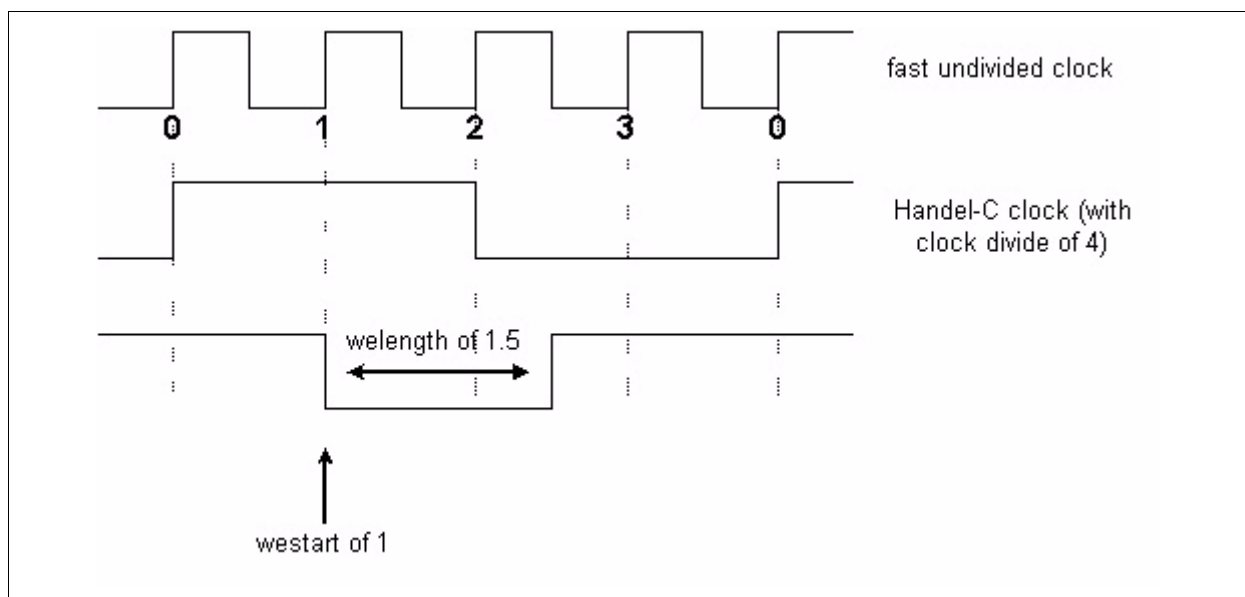 fast undivided clock
0 1 2 3 0
Handel-C clock (with
clock divide of 4)
welength of 1.5
westart of 1